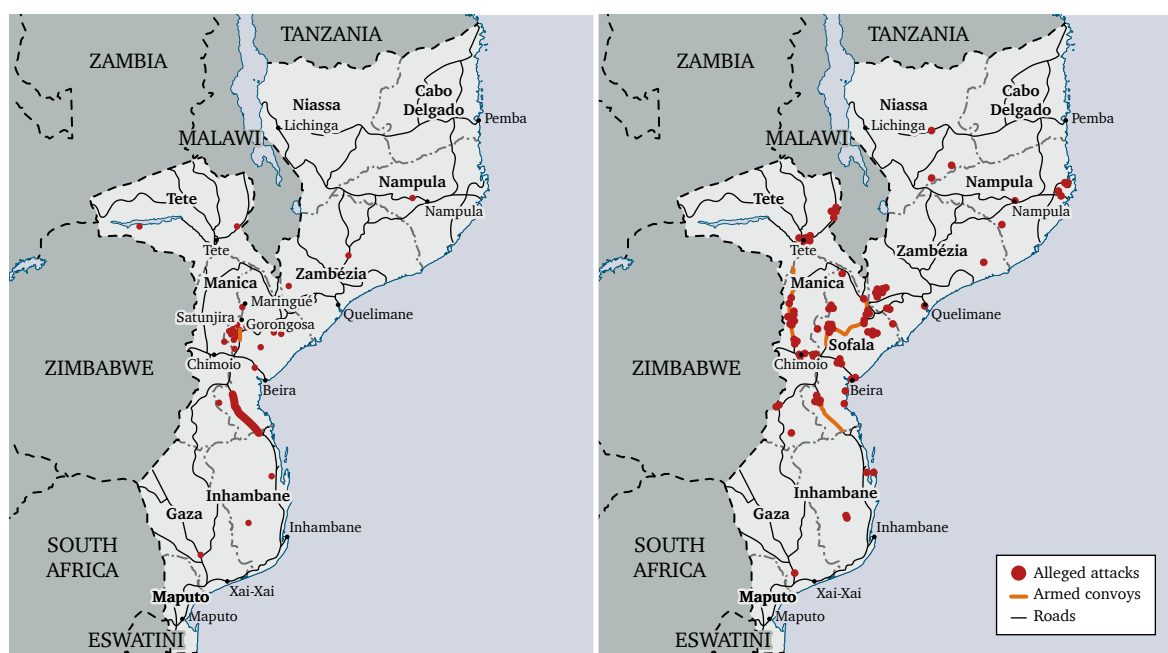 TANZANIA
ZAMBIA
Cabo
Delgado
Niassa
Lichinga
Pemba
MALAWI
Nampula
Tete
Nampula
Tete
Zambézia
Manica
Maringué
Satunjira
Gorongosa
Quelimane
Chimoio
ZIMBABWE
Beira
Inhambane
Gaza
Inhambane
SOUTH
AFRICA
Xai-Xai
Maputo
Maputo
ESWATINI
TANZANIA
ZAMBIA
Cabo
Delgado
Niassa
Lichinga
Pemba
MALAWI
Nampula
Tete
Nampula
Tete
Zambézia
Manica
Quelimane
Sofala
Chimoio
ZIMBABWE
Beira
Inhambane
Gaza
Inhambane
SOUTH
AFRICA
Xai-Xai
Maputo
Maputo
ESWATINI
Alleged attacks
Armed convoys
Roads